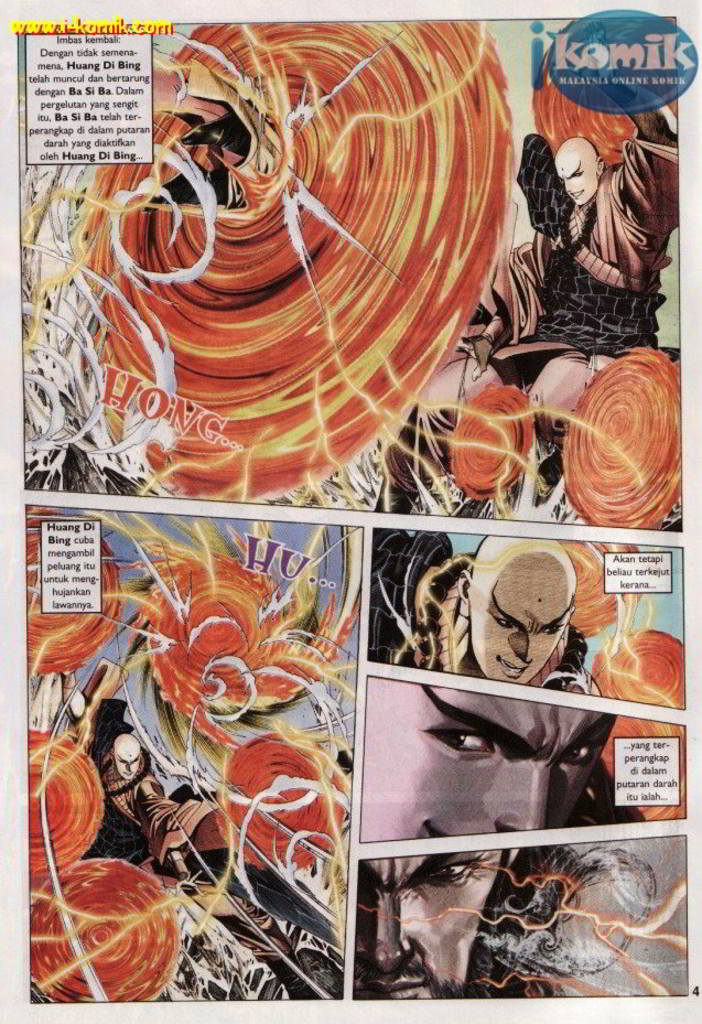 www.i-komik.com
ikomik
MALAYSIA ONLINE KOMIK
Imbas kembali:
Dengan tidak semena-
mena, Huang Di Bing
telah muncul dan bertarung
dengan Ba Si Ba. Dalam
pergelutan yang sengit
itu, Ba Si Ba telah ter-
perangkap di dalam putaran
darah yang diaktifkan
oleh Huang Di Bing...
HONG...
Huang Di
Bing cuba
mengambil
peluang itu
untuk meng-
hujankan
lawannya.
HU...
Akan tetapi
beliau terkejut
kerana...
...yang ter-
perangkap
di dalam
putaran darah
itu ialah...
4